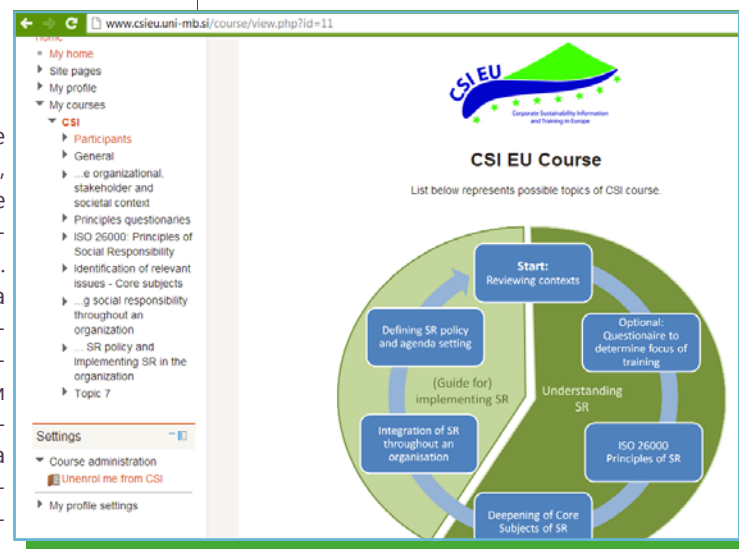 www.csieu.uni-mb.si/course/view.php?id=11
My home
Site pages
My profile
My courses
CSI
Participants
General
...e organizational,
stakeholder and
societal context
Principles questionaries
ISO 26000: Principles of
Social Responsibility
Identification of relevant
issues - Core subjects
...g social responsibility
throughout an
organization
... SR policy and
Implementing SR in the
organization
Topic 7
Settings
Course administration
Unenrol me from CSI
My profile settings
CSI EU
Corporate Sustainability Information
and Training in Europe
CSI EU Course
List below represents possible topics of CSI course.
Start:
Reviewing contexts
Optional:
Questionaire to
determine focus of
training
ISO 26000
Principles of SR
Deepening of Core
Subjects of SR
Integration of SR
throughout an
organisation
Defining SR policy
and agenda setting
(Guide for)
implementing SR
Understanding
SR